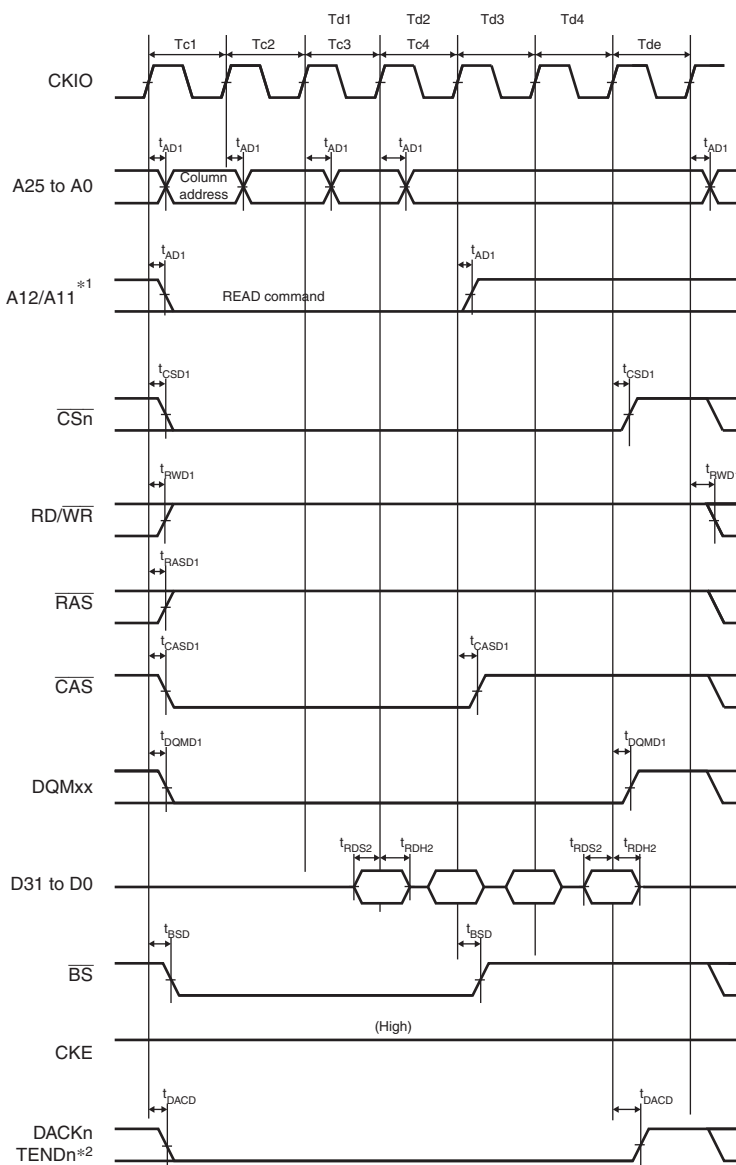 Td1 Td2 Td3 Td4
Tc1 Tc2 Tc3 Tc4 Tde
CKIO
tAD1 tAD1 tAD1 tAD1 tAD1
A25 to A0
Column
address
tAD1 tAD1
A12/A11*1
READ command
tCSD1 tCSD1
CSn
tRWD1 tRWD1
RD/WR
tRASD1
RAS
tCASD1 tCASD1
CAS
tDQMD1 tDQMD1
DQMxx
tRDS2 tRDH2 tRDS2 tRDH2
D31 to D0
tBSD tBSD
BS
(High)
CKE
tDACD tDACD
DACKn
TENDn*2